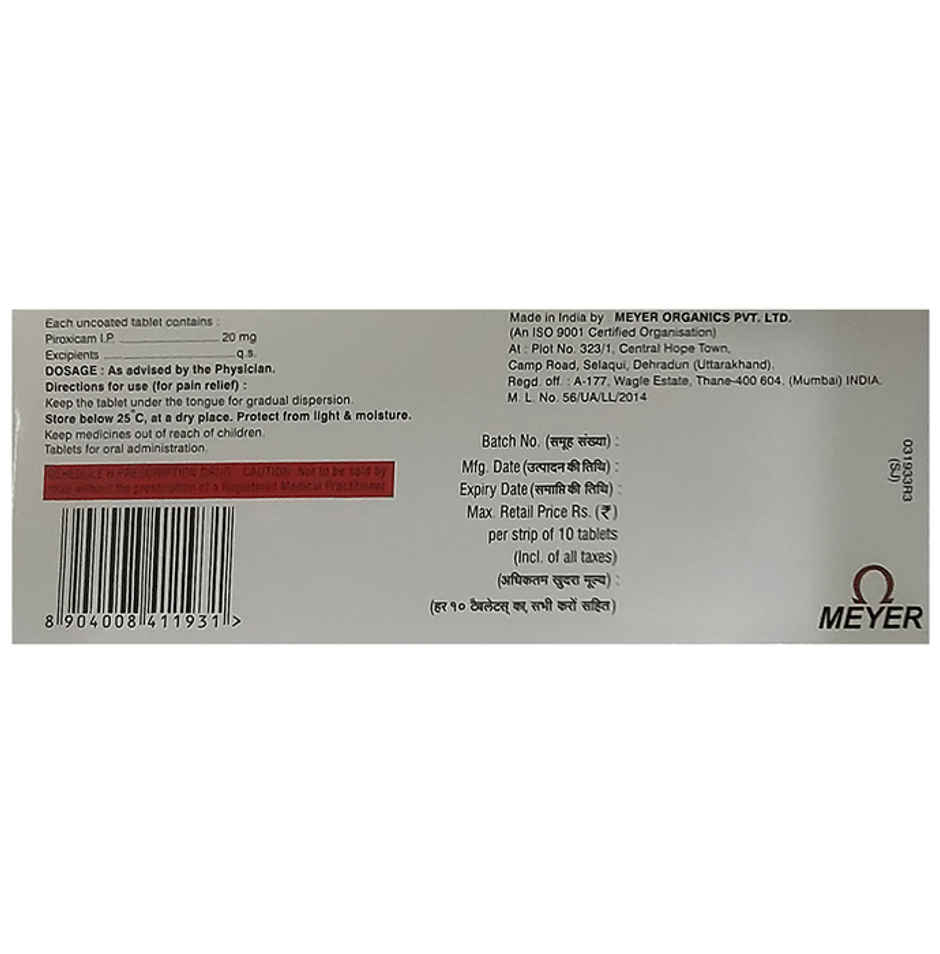 Each uncoated tablet contains :
Piroxicam I.P. 20 mg
Excipients q.s.
DOSAGE : As advised by the Physician.
Directions for use (for pain relief) :
Keep the tablet under the tongue for gradual dispersion.
Store below 25°C, at a dry place. Protect from light & moisture.
Keep medicines out of reach of children.
Tablets for oral administration.
SCHEDULE H PRESCRIPTION DRUG - CAUTION: Not to be sold by
retail without the prescription of a Registered Medical Practitioner.
8 904008 411931 >
Made in India by : MEYER ORGANICS PVT. LTD.
(An ISO 9001 Certified Organisation)
At : Plot No. 323/1, Central Hope Town,
Camp Road, Selaqui, Dehradun (Uttarakhand).
Regd. off. : A-177, Wagle Estate, Thane-400 604. (Mumbai) INDIA.
M. L. No. 56/UA/LL/2014
Batch No. (समूह संख्या) :
Mfg. Date (उत्पादन की तिथि) :
Expiry Date (समाप्ति की तिथि) :
Max. Retail Price Rs. (₹)
per strip of 10 tablets
(Incl. of all taxes)
(अधिकतम खुदरा मूल्य) :
(हर १० टैबलेटस् का, सभी करों सहित)
031933R3
(SJ)
MEYER